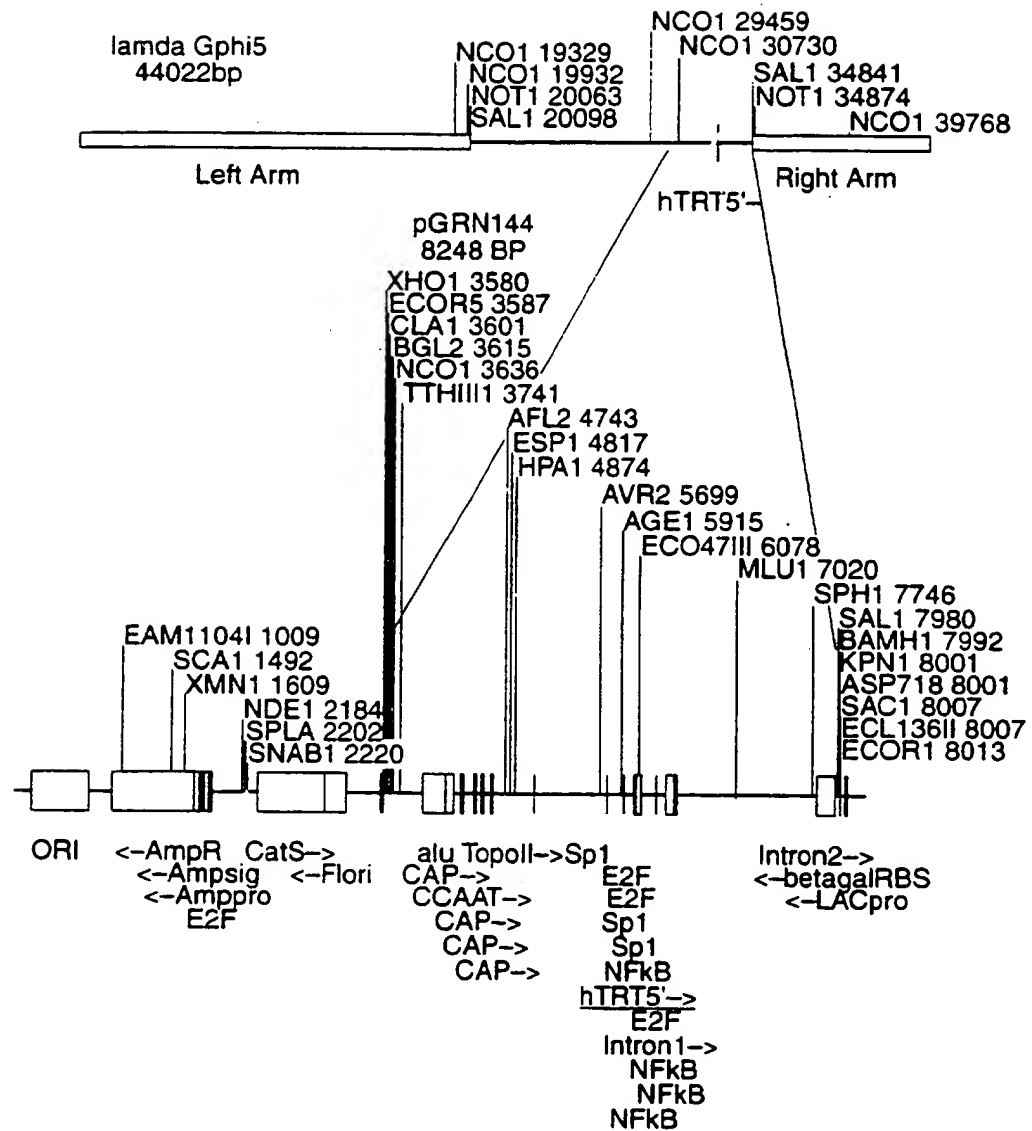 lamda Gphi5
44022bp
NCO1 19329
NCO1 19932
NOT1 20063
SAL1 20098
NCO1 29459
NCO1 30730
SAL1 34841
NOT1 34874
NCO1 39768
Left Arm
Right Arm
hTRT5'–
pGRN144
8248 BP
XHO1 3580
ECOR5 3587
CLA1 3601
BGL2 3615
NCO1 3636
TTHIII1 3741
AFL2 4743
ESP1 4817
HPA1 4874
AVR2 5699
AGE1 5915
ECO47III 6078
MLU1 7020
SPH1 7746
SAL1 7980
BAMH1 7992
KPN1 8001
ASP718 8001
SAC1 8007
ECL136II 8007
ECOR1 8013
EAM1104I 1009
SCA1 1492
XMN1 1609
NDE1 2184
SPLA 2202
SNAB1 2220
ORI
<-AmpR
<-Ampsig
<-Amppro
E2F
CatS->
<-Flori
alu TopoII->Sp1
CAP->
CCAAT->
CAP->
CAP->
CAP->
E2F
E2F
Sp1
Sp1
NFkB
hTRT5'->
E2F
Intron1->
NFkB
NFkB
NFkB
Intron2->
<-betagalRBS
<-LACpro